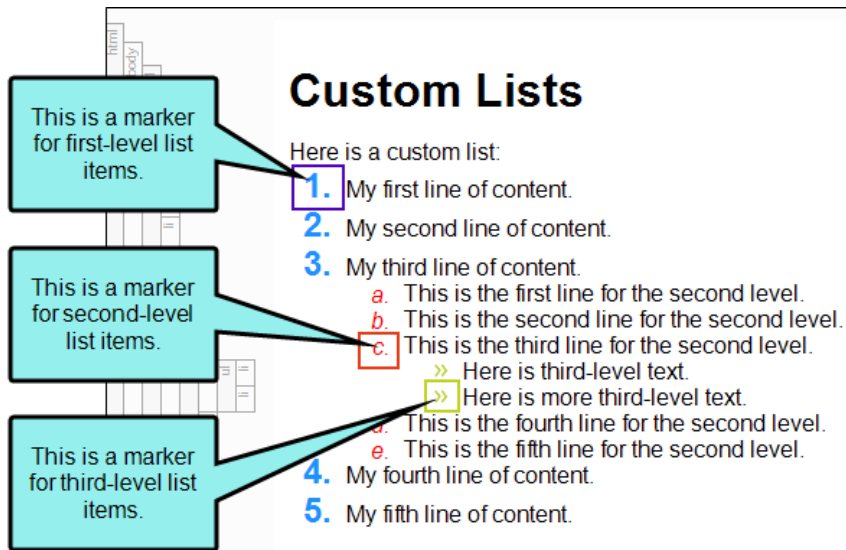 html
body
Custom Lists
This is a marker
for first-level list
items.
Here is a custom list:
1. My first line of content.
2. My second line of content.
li
3. My third line of content.
This is a marker
for second-level
list items.
a. This is the first line for the second level.
b. This is the second line for the second level.
c. This is the third line for the second level.
ul li
li
» Here is third-level text.
» Here is more third-level text.
d. This is the fourth line for the second level.
e. This is the fifth line for the second level.
This is a marker
for third-level list
items.
4. My fourth line of content.
5. My fifth line of content.